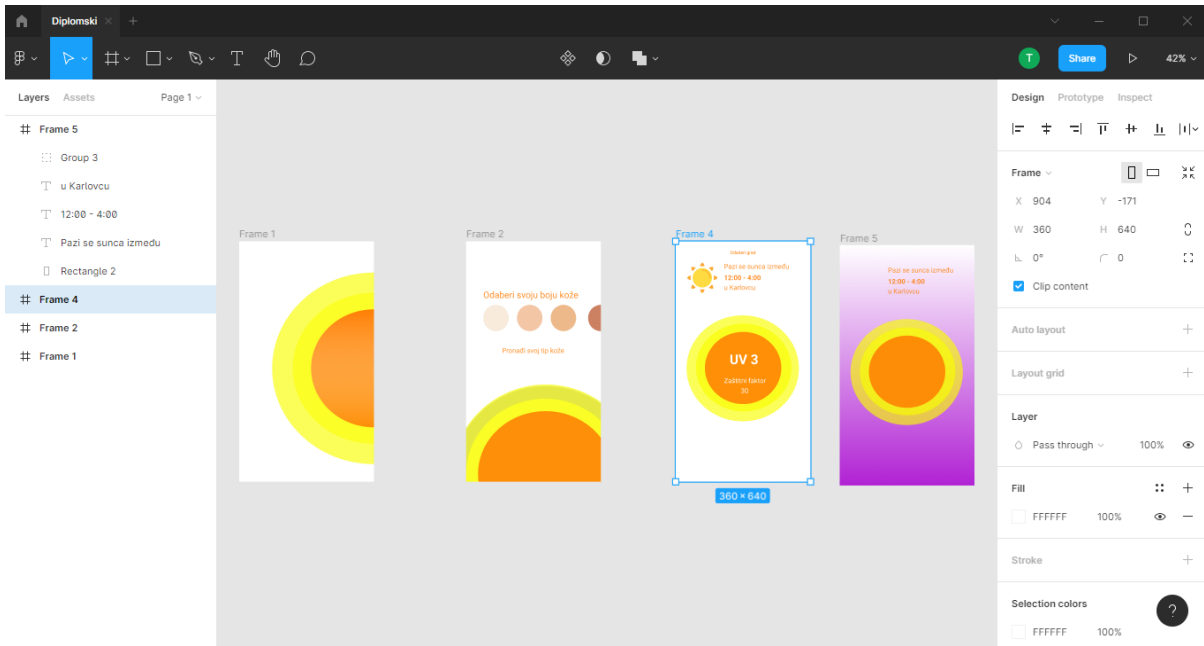 Diplomski
Share
42%
Layers Assets Page 1
Frame 5
Group 3
u Karlovcu
12:00 - 4:00
Pazi se sunca između
Rectangle 2
Frame 4
Frame 2
Frame 1
Frame 1
Frame 2
Odaberi svoju boju kože
Pronađi svoj tip kože
Frame 4
Odaberi grad
Pazi se sunca između
12:00 - 4:00
u Karlovcu
UV 3
Zaštitni faktor
30
360 × 640
Frame 5
Pazi se sunca između
12:00 - 4:00
u Karlovcu
T
Design Prototype Inspect
Frame
X 904 Y -171
W 360 H 640
0° 0
Clip content
Auto layout
Layout grid
Layer
Pass through 100%
Fill
FFFFFF 100%
Stroke
Selection colors
FFFFFF 100%
?